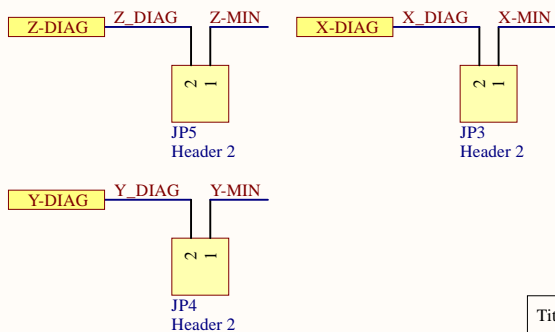 Z-DIAG Z_DIAG Z-MIN
2 1
JP5
Header 2
X-DIAG X_DIAG X-MIN
2 1
JP3
Header 2
Y-DIAG Y_DIAG Y-MIN
2 1
JP4
Header 2
Tit